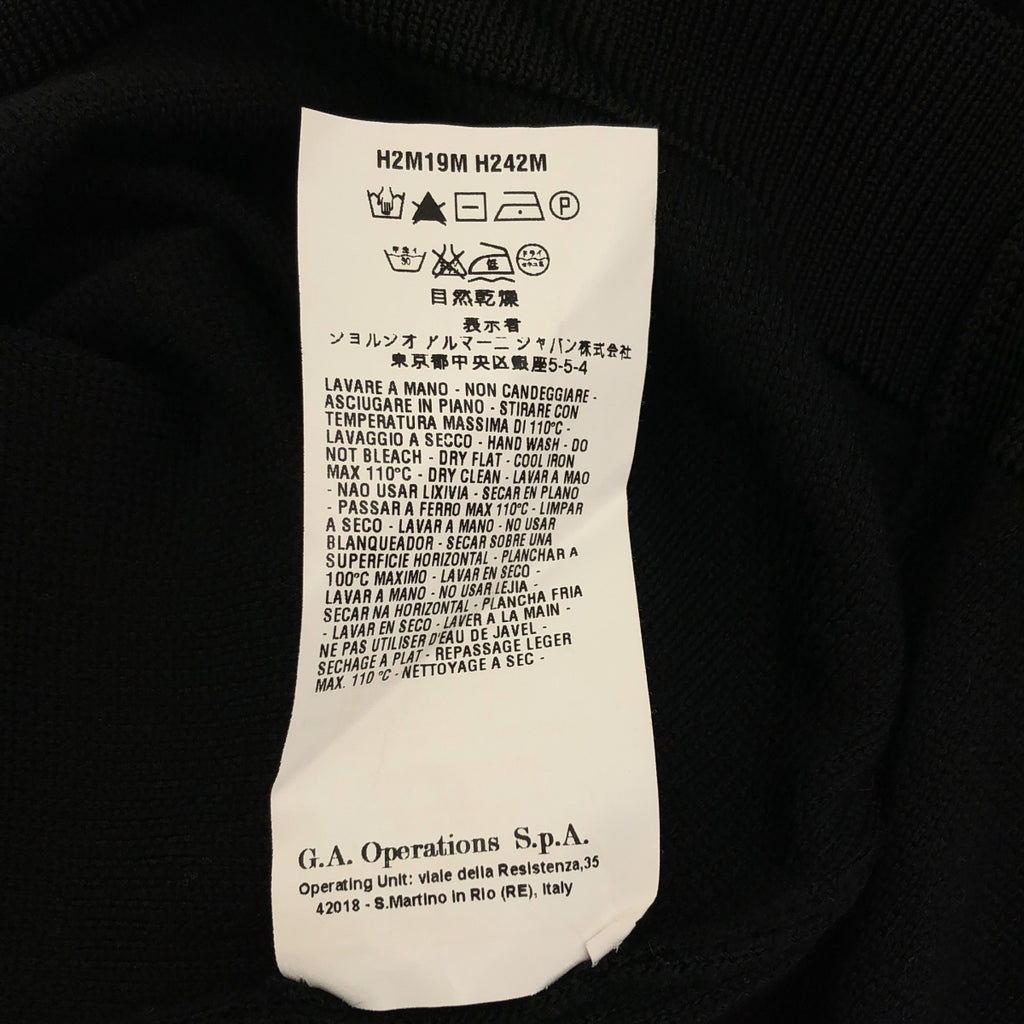 H2M19M H242M
P
30 低 ドライ
目然乾燥
表示者
ジョルジオ アルマーニ ジャパン株式会社
東京都中央区銀座5-5-4
LAVARE A MANO - NON CANDEGGIARE -
ASCIUGARE IN PIANO - STIRARE CON
TEMPERATURA MASSIMA DI 110°C -
LAVAGGIO A SECCO - HAND WASH - DO
NOT BLEACH - DRY FLAT - COOL IRON
MAX 110°C - DRY CLEAN - LAVAR A MAO
- NAO USAR LIXIVIA - SECAR EN PLANO
- PASSAR A FERRO MAX 110°C - LIMPAR
A SECO - LAVAR A MANO - NO USAR
BLANQUEADOR - SECAR SOBRE UNA
SUPERFICIE HORIZONTAL - PLANCHAR A
100°C MAXIMO - LAVAR EN SECO -
LAVAR A MANO - NO USAR LEJIA -
SECAR NA HORIZONTAL - PLANCHA FRIA
- LAVAR EN SECO - LAVER A LA MAIN -
NE PAS UTILISER D'EAU DE JAVEL -
SECHAGE A PLAT - REPASSAGE LEGER
MAX. 110 °C - NETTOYAGE A SEC -
G.A. Operations S.p.A.
Operating Unit: viale della Resistenza,35
42018 - S.Martino in Rio (RE), Italy